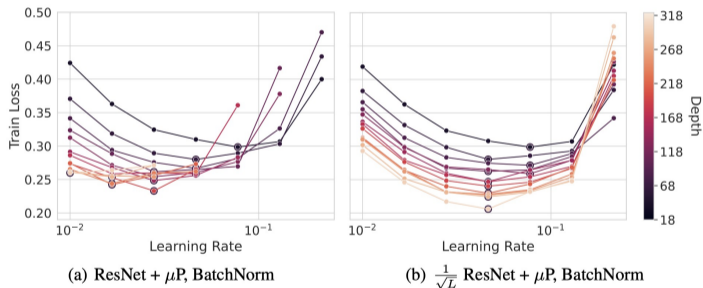 0.50
0.45
0.40
0.35
0.30
0.25
0.20
Train Loss
10⁻² 10⁻¹
Learning Rate
10⁻² 10⁻¹
Learning Rate
318
268
218
168
118
68
18
Depth
(a) ResNet + μP, BatchNorm
(b) 1/√L ResNet + μP, BatchNorm